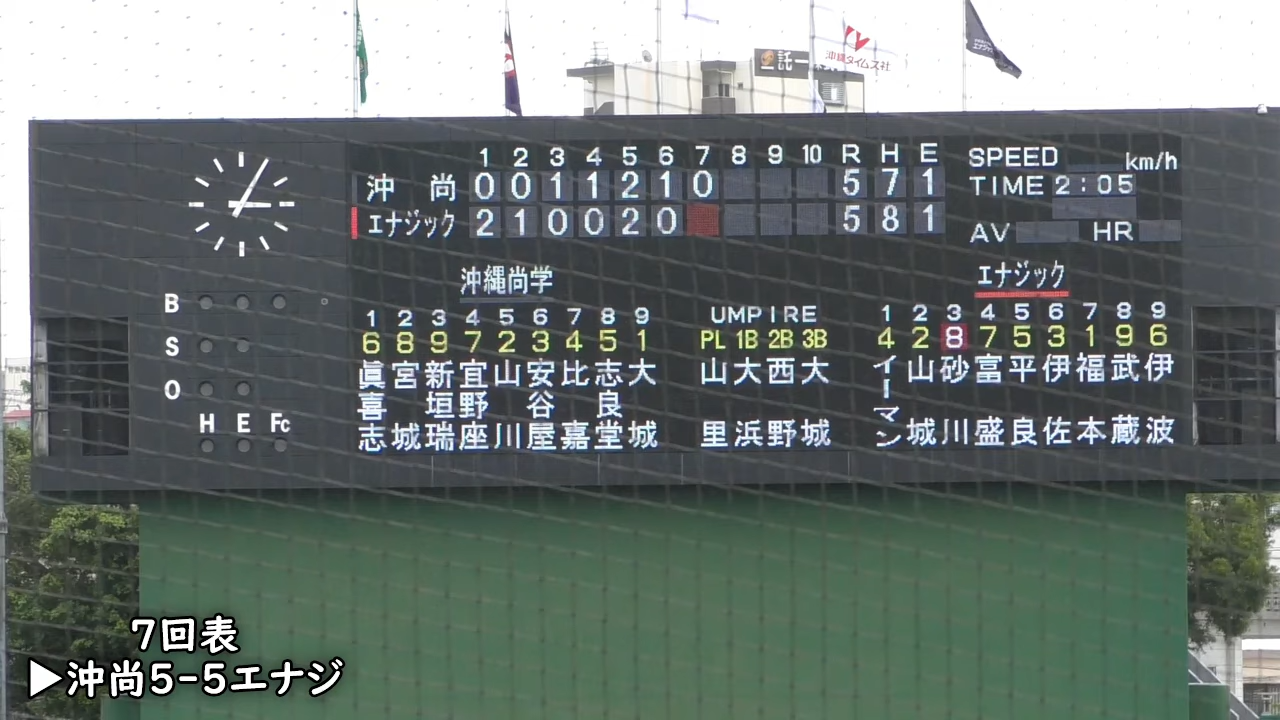 託一
沖縄タイムス社
エナジック
1 2 3 4 5 6 7 8 9 10 R H E
沖尚 0 0 1 1 2 1 0 5 7 1
エナジック 2 1 0 0 2 0 5 8 1
SPEED km/h
TIME 2:05
AV HR
B
S
O
H E Fc
沖縄尚学
1 2 3 4 5 6 7 8 9
6 8 9 7 2 3 4 5 1
眞喜志 宮城 新垣瑞 宜野座 山川 安谷屋 比嘉 志良堂 大城
UMPIRE
PL 1B 2B 3B
山里 大浜 西野 大城
エナジック
1 2 3 4 5 6 7 8 9
4 2 8 7 5 3 1 9 6
イーマン 山城 砂川 富盛 平良 伊佐 福本 武蔵 伊波
7回表
▶沖尚5-5エナジ